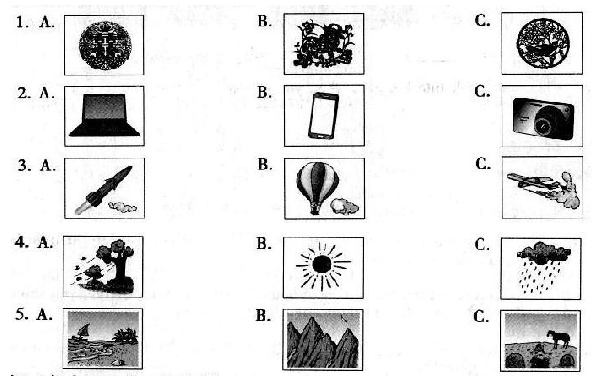 1. A. B. C.
2. A. B. C.
3. A. B. C.
4. A. B. C.
5. A. B. C.